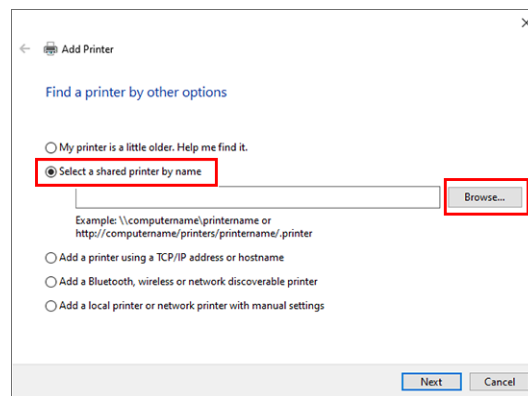 Add Printer
Find a printer by other options
My printer is a little older. Help me find it.
Select a shared printer by name
Browse...
Example: \\computername\printername or
http://computername/printers/printername/.printer
Add a printer using a TCP/IP address or hostname
Add a Bluetooth, wireless or network discoverable printer
Add a local printer or network printer with manual settings
Next
Cancel